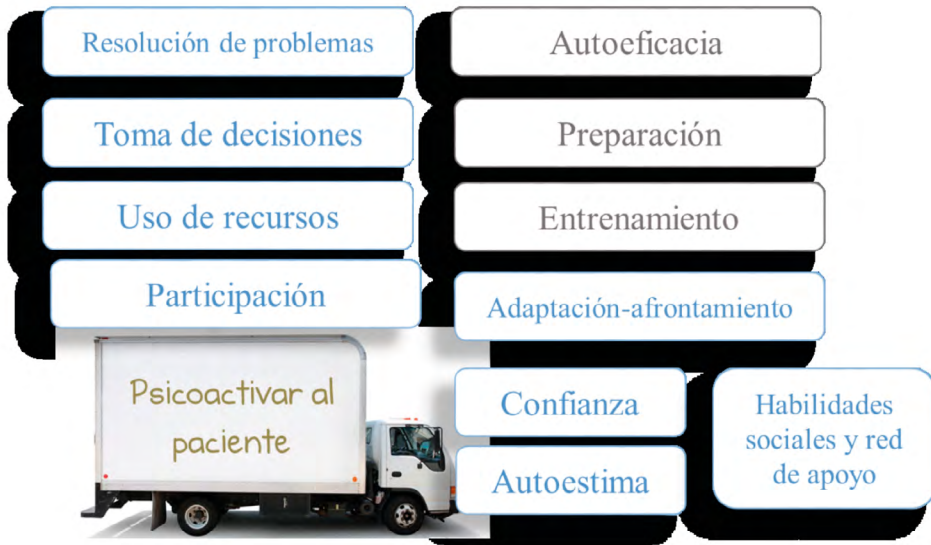 Resolución de problemas
Toma de decisiones
Uso de recursos
Participación
Autoeficacia
Preparación
Entrenamiento
Adaptación-afrontamiento
Psicoactivar al
paciente
Confianza
Autoestima
Habilidades
sociales y red
de apoyo